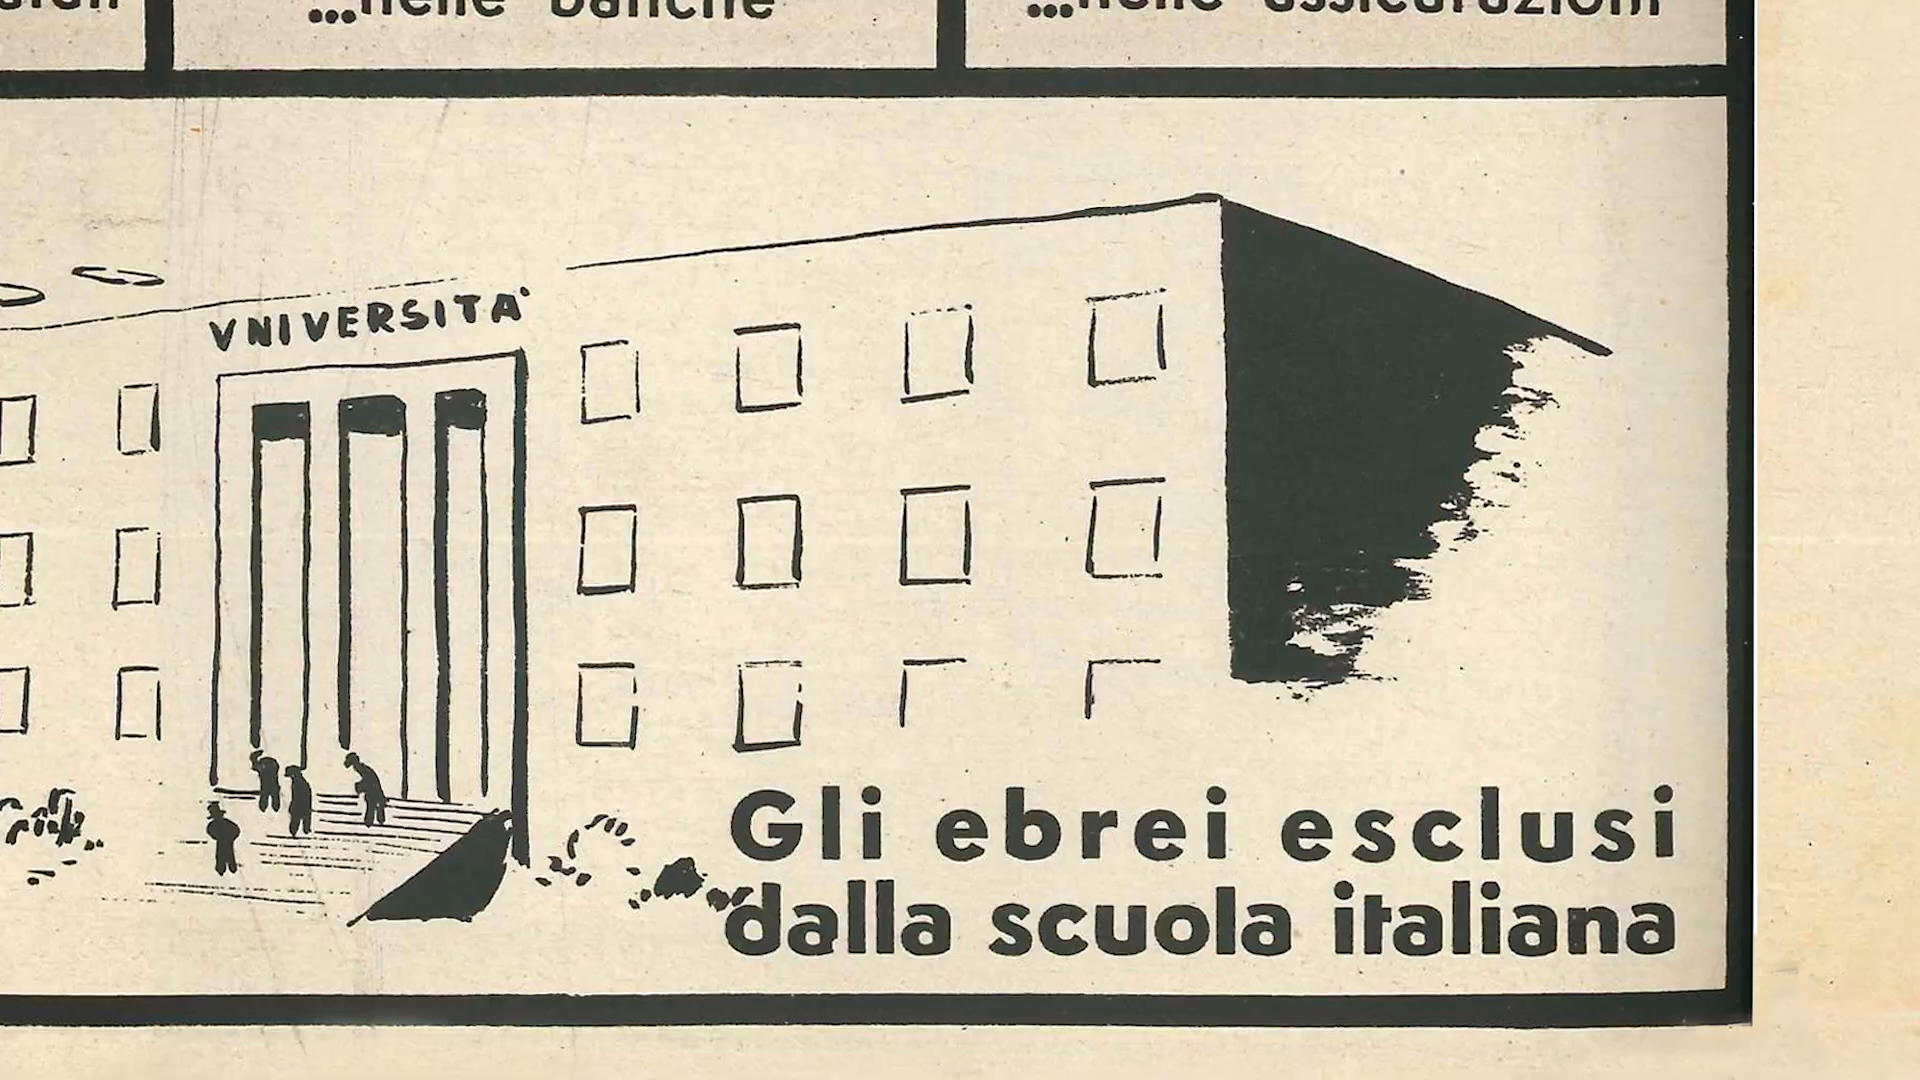 ...nelle banche
...nelle assicurazioni
VNIVERSITA'
Gli ebrei esclusi
dalla scuola italiana